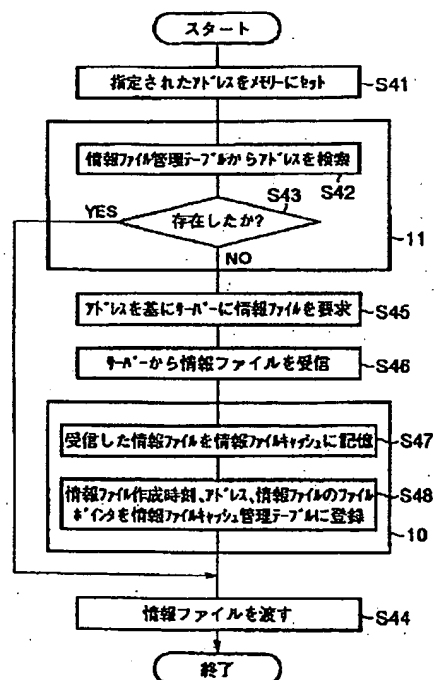 スタート
指定されたアドレスをメモリーにセット
S41
情報ファイル管理テーブルからアドレスを検索
S42
S43
YES
存在したか?
11
NO
アドレスを基にサーバーに情報ファイルを要求
S45
サーバーから情報ファイルを受信
S46
受信した情報ファイルを情報ファイルキャッシュに記憶
S47
情報ファイル作成時刻、アドレス、情報ファイルのファイル
ポインタを情報ファイルキャッシュ管理テーブルに登録
S48
10
情報ファイルを渡す
S44
終了